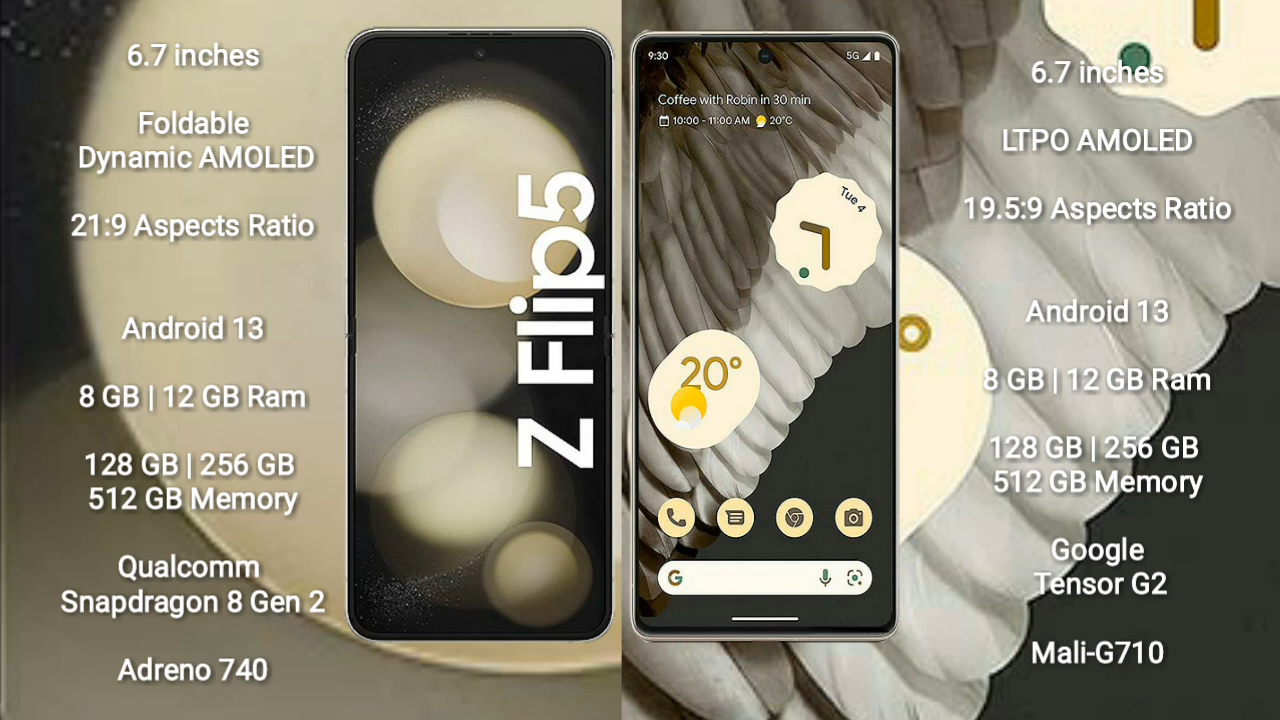 6.7 inches
Foldable
Dynamic AMOLED
21:9 Aspects Ratio
Android 13
8 GB | 12 GB Ram
128 GB | 256 GB
512 GB Memory
Qualcomm
Snapdragon 8 Gen 2
Adreno 740
Z Flip5
9:30
5G
Coffee with Robin in 30 min
10:00 - 11:00 AM 20°C
Tue 4
20°
G
6.7 inches
LTPO AMOLED
19.5:9 Aspects Ratio
Android 13
8 GB | 12 GB Ram
128 GB | 256 GB
512 GB Memory
Google
Tensor G2
Mali-G710